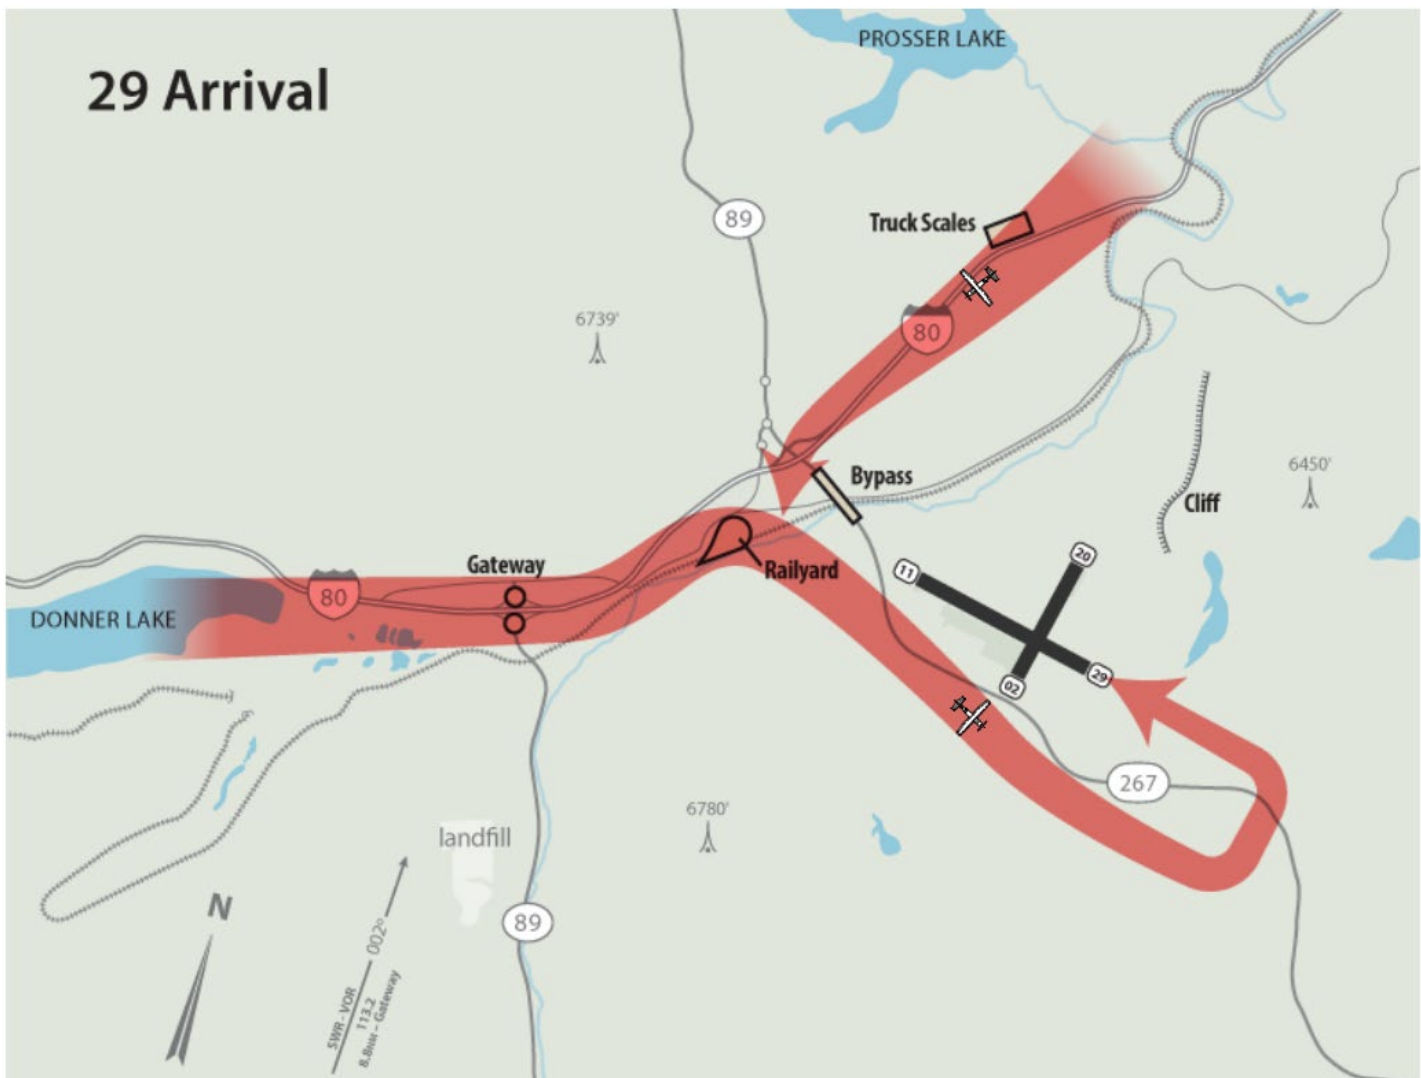 29 Arrival
PROSSER LAKE
89
Truck Scales
80
6739'
Bypass
6450'
Cliff
Gateway
Railyard
11
20
80
DONNER LAKE
02
29
267
6780'
landfill
N
89
002°
SWR - VOR
113.2
8.8NM - Gateway